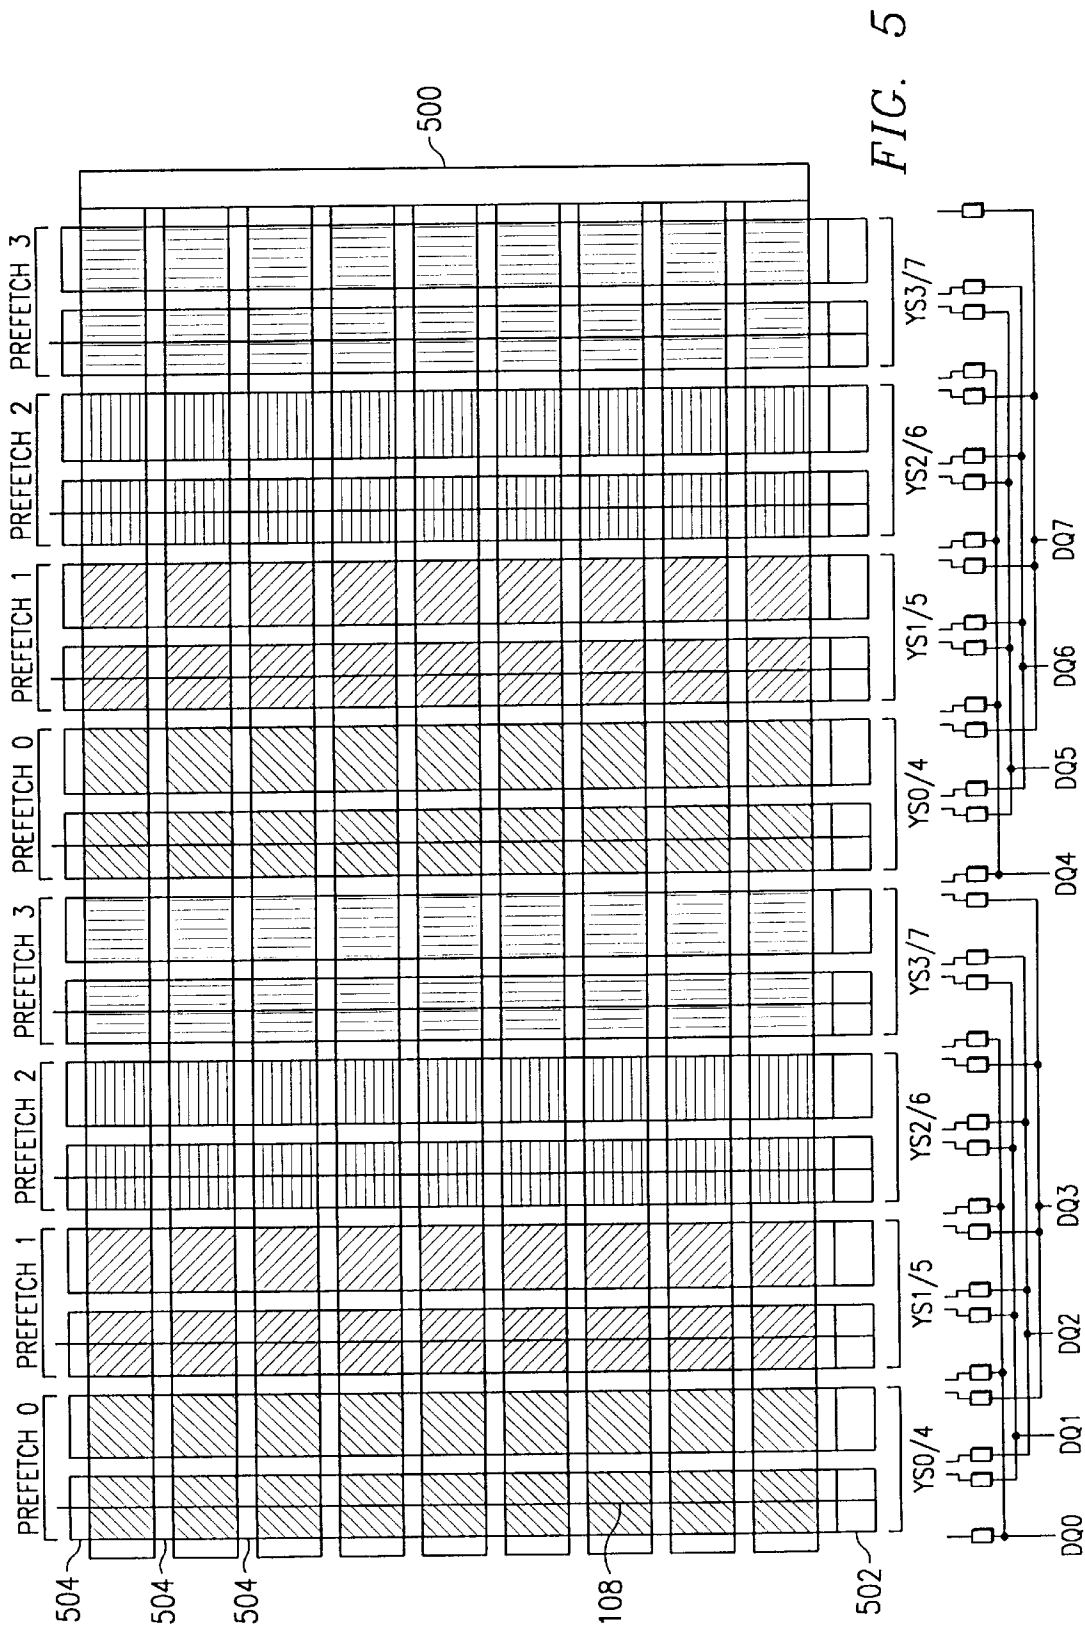 PREFETCH 0
PREFETCH 1
PREFETCH 2
PREFETCH 3
PREFETCH 0
PREFETCH 1
PREFETCH 2
PREFETCH 3
504
504
504
108
502
500
YS0/4
YS1/5
YS2/6
YS3/7
YS0/4
YS1/5
YS2/6
YS3/7
DQ0
DQ1
DQ2
DQ3
DQ4
DQ5
DQ6
DQ7
FIG. 5